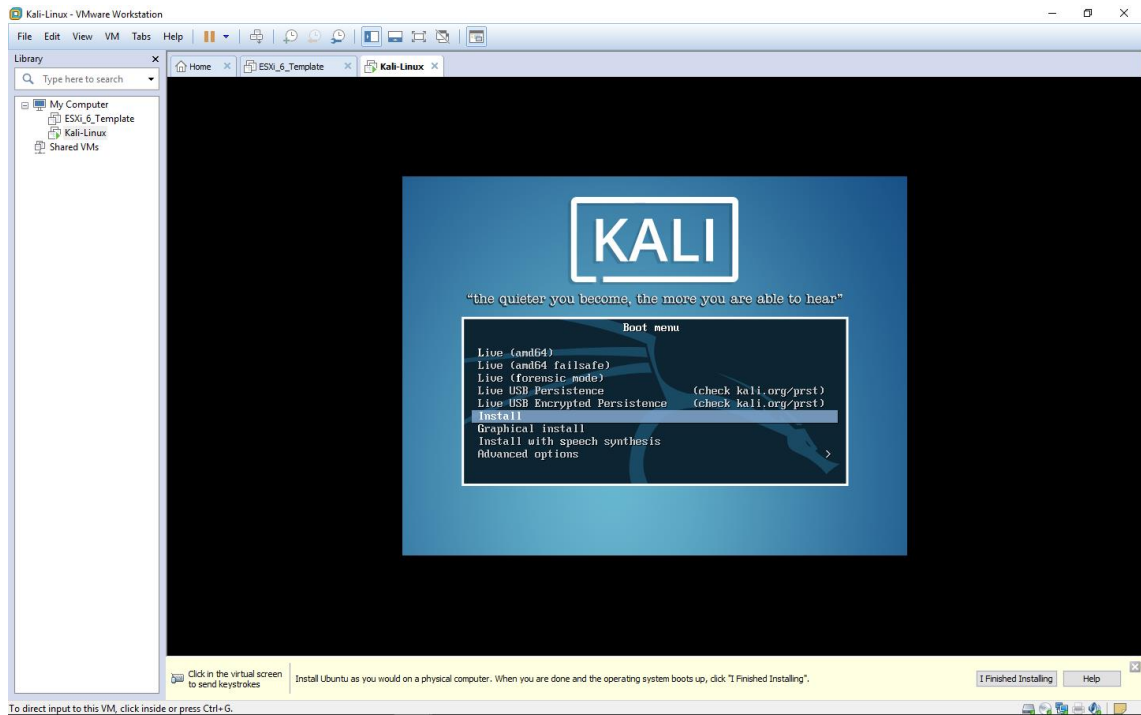 Kali-Linux - VMware Workstation
File Edit View VM Tabs Help
Library
Type here to search
My Computer
ESXi_6_Template
Kali-Linux
Shared VMs
Home
ESXi_6_Template
Kali-Linux
KALI
“the quieter you become, the more you are able to hear”
Boot menu
Live (amd64)
Live (amd64 failsafe)
Live (forensic mode)
Live USB Persistence (check kali.org/prst)
Live USB Encrypted Persistence (check kali.org/prst)
Install
Graphical install
Install with speech synthesis
Advanced options >
Click in the virtual screen
to send keystrokes
Install Ubuntu as you would on a physical computer. When you are done and the operating system boots up, click "I Finished Installing".
I Finished Installing
Help
To direct input to this VM, click inside or press Ctrl+G.